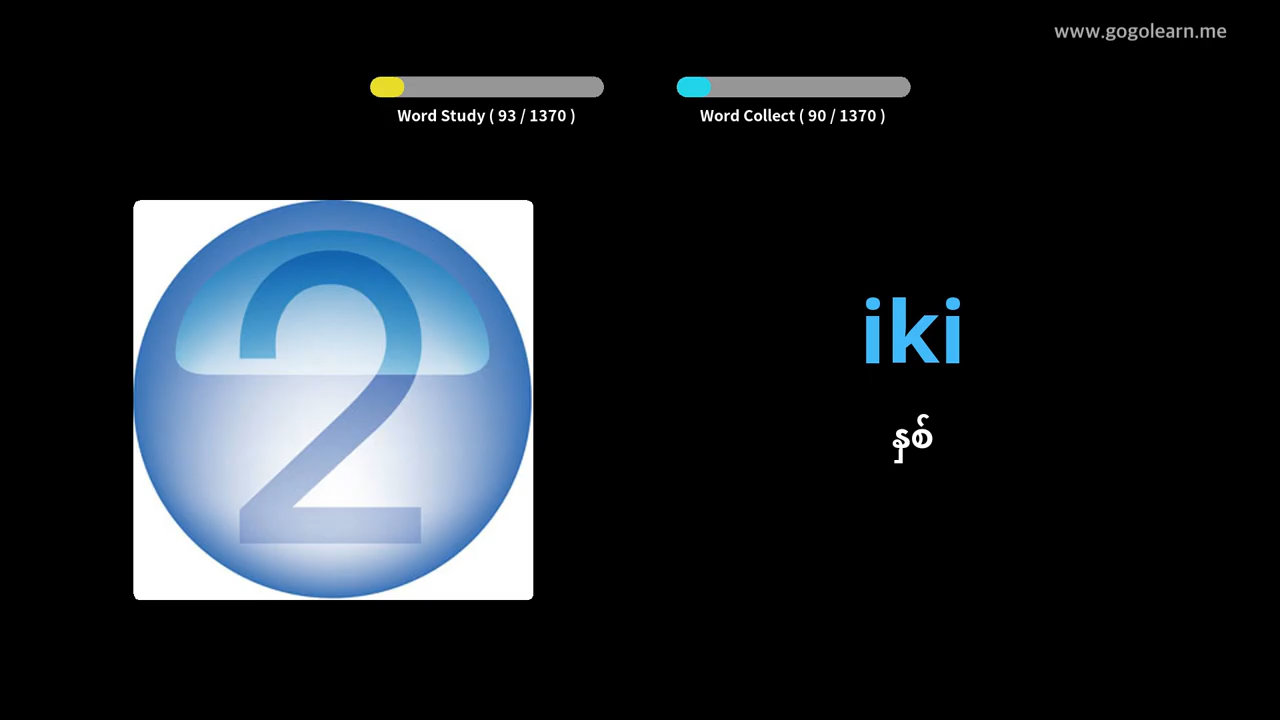 www.gogolearn.me
Word Study ( 93 / 1370 )
Word Collect ( 90 / 1370 )
2
iki
နှစ်